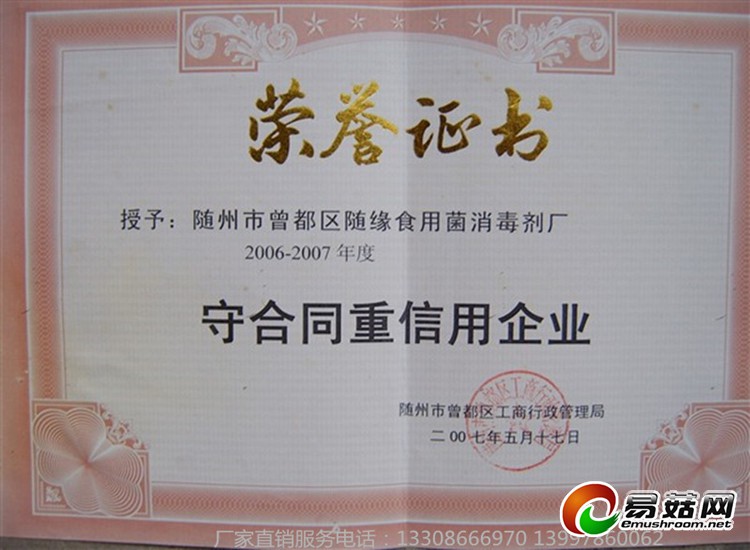 荣誉证书
授予：随州市曾都区随缘食用菌消毒剂厂
2006-2007 年度
守合同重信用企业
随州市曾都区工商行政管理局
二00七年五月十七日
易菇网
emushroom.net
厂家直销服务电话：13308666970 13997860062